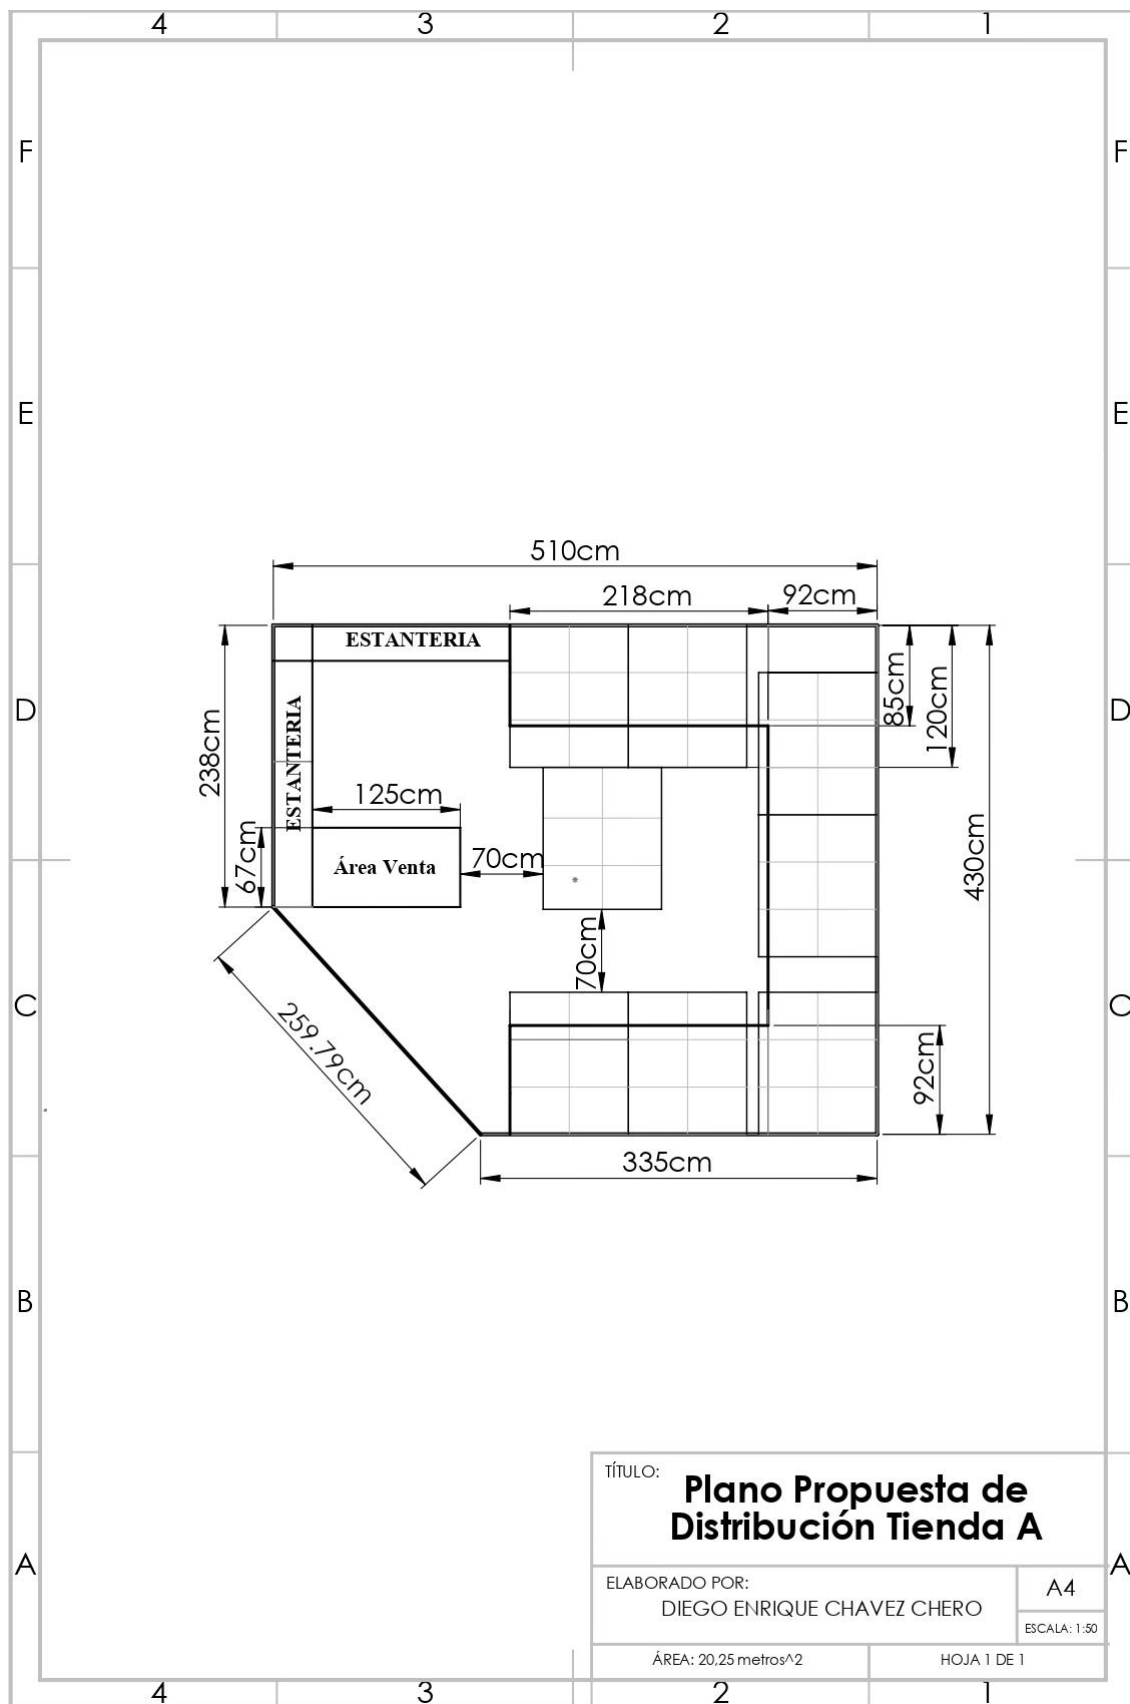 4 3 2 1
F F
E E
510cm
218cm 92cm
ESTANTERIA
D D
85cm
120cm
238cm
ESTANTERIA
125cm
67cm
Área Venta
70cm
430cm
70cm
C C
259.79cm
92cm
335cm
B B
TÍTULO:
Plano Propuesta de
Distribución Tienda A
A A
ELABORADO POR:
DIEGO ENRIQUE CHAVEZ CHERO
A4
ESCALA: 1:50
ÁREA: 20,25 metros^2
HOJA 1 DE 1
4 3 2 1